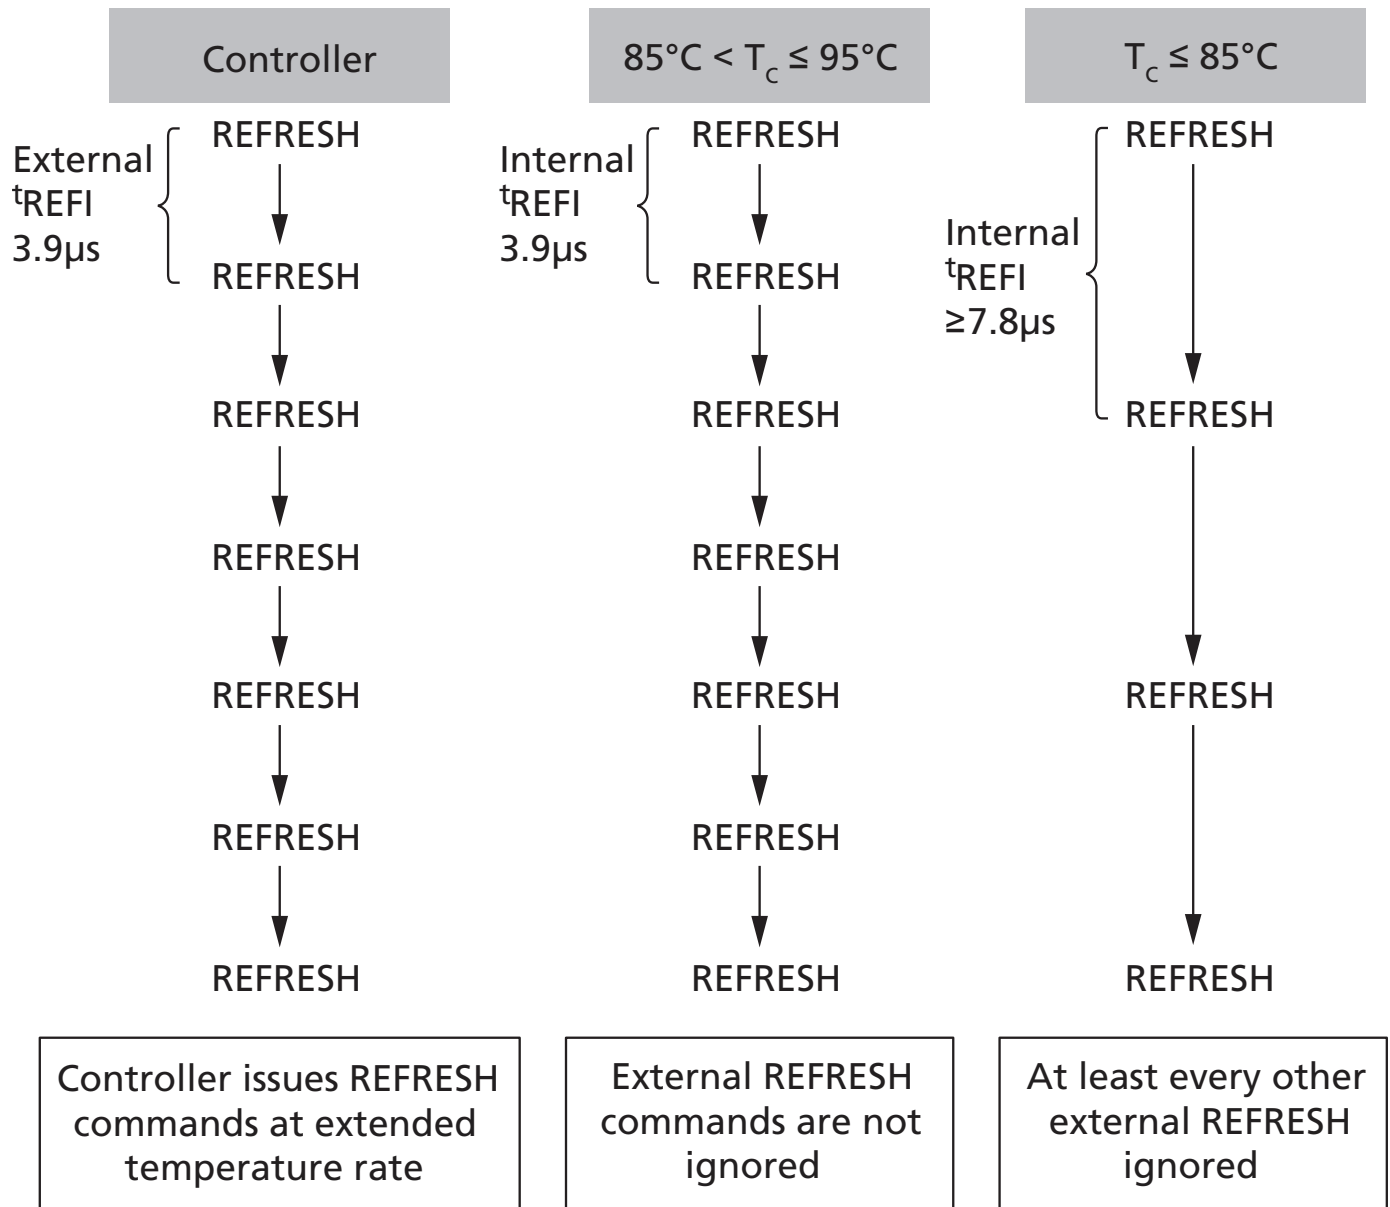 Controller
85°C < Tc ≤ 95°C
Tc ≤ 85°C
External
tREFI
3.9µs
REFRESH
REFRESH
REFRESH
REFRESH
REFRESH
REFRESH
REFRESH
Internal
tREFI
3.9µs
REFRESH
REFRESH
REFRESH
REFRESH
REFRESH
REFRESH
REFRESH
Internal
tREFI
≥7.8µs
REFRESH
REFRESH
REFRESH
REFRESH
Controller issues REFRESH
commands at extended
temperature rate
External REFRESH
commands are not
ignored
At least every other
external REFRESH
ignored